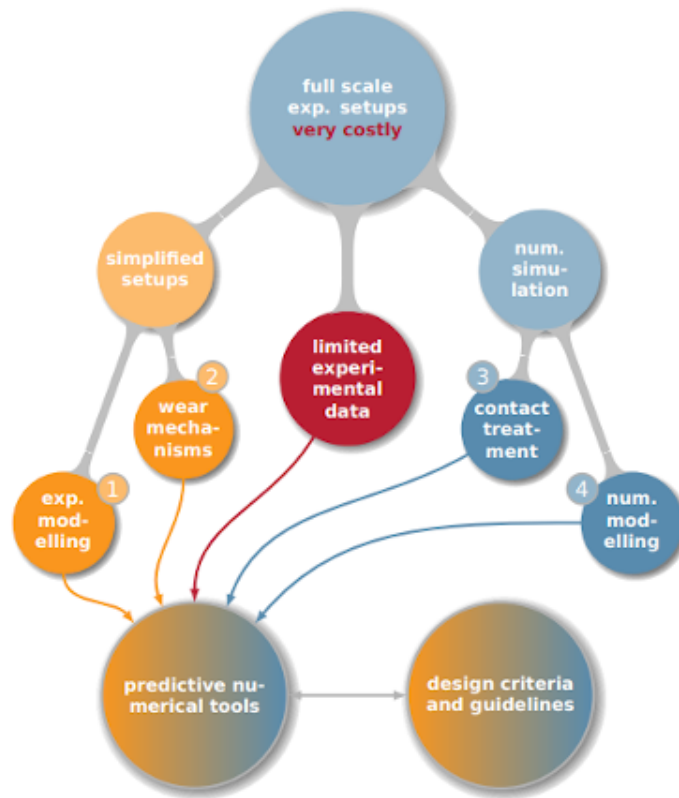 full scale
exp. setups
very costly
simplified
setups
num.
simu-
lation
limited
experi-
mental
data
2
wear
mecha-
nisms
3
contact
treat-
ment
1
exp.
mod-
elling
4
num.
mod-
elling
predictive nu-
merical tools
design criteria
and guidelines